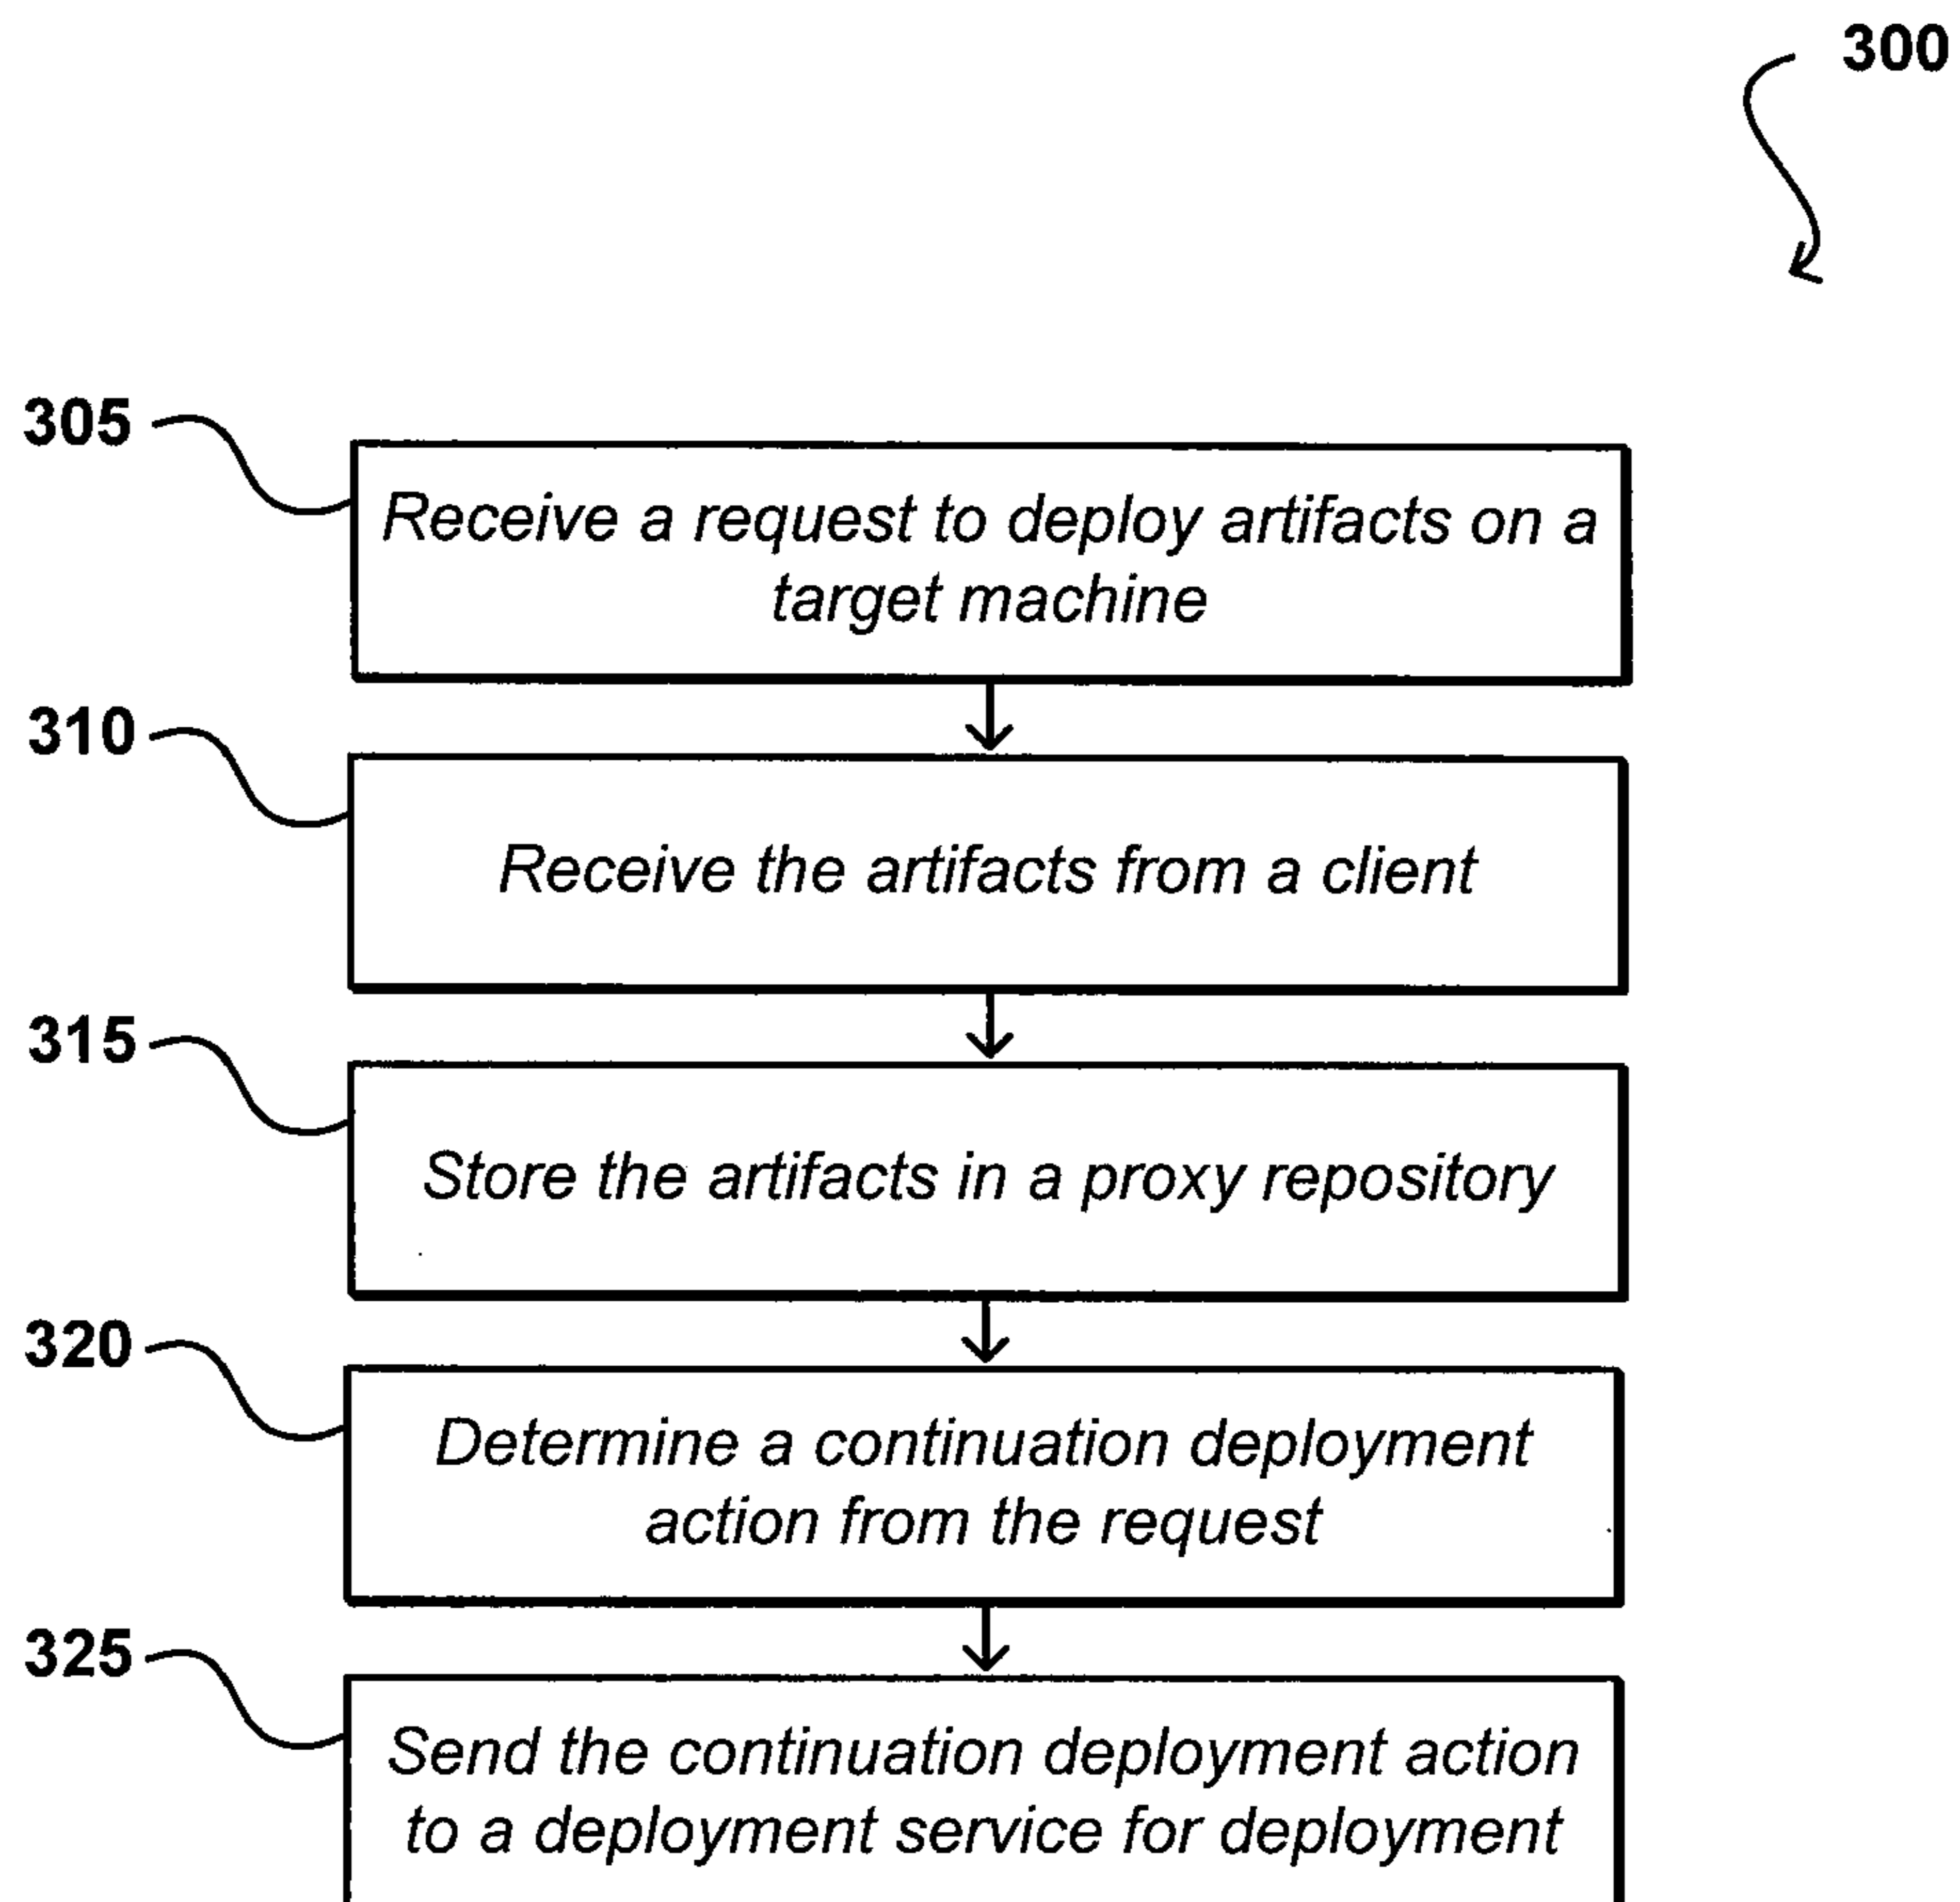 300
305
Receive a request to deploy artifacts on a
target machine
310
Receive the artifacts from a client
315
Store the artifacts in a proxy repository
320
Determine a continuation deployment
action from the request
325
Send the continuation deployment action
to a deployment service for deployment